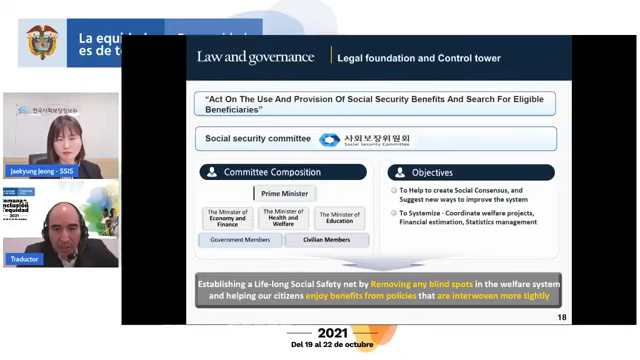 La equidad
es de t
Law and governance
Legal foundation and Control tower
"Act On The Use And Provision Of Social Security Benefits And Search For Eligible
Beneficiaries"
Social security committee
사회보장위원회
Social Security Committee
Committee Composition
Prime Minister
The Minister of
Economy and
Finance
The Minister of
Health and
Welfare
The Minister of
Education
Government Members
Civilian Members
Objectives
To Help to create Social Consensus, and
Suggest new ways to improve the system
To Systemize · Coordinate welfare projects,
Financial estimation, Statistics management
Establishing a Life-long Social Safety net by Removing any blind spots in the welfare system
and helping our citizens enjoy benefits from policies that are interwoven more tightly
18
한국사회보장정보원
Jaekyung Jeong - SSIS
Semana
Inclusión
Equidad
2021
Traductor
2021
Del 19 al 22 de octubre